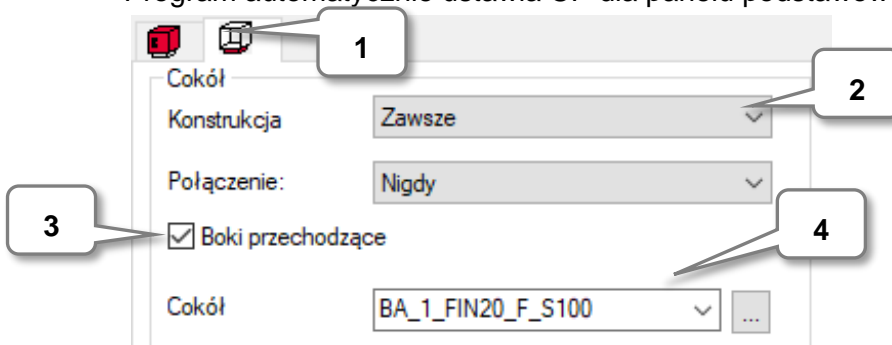 1
Cokół
2
Konstrukcja Zawsze
Połączenie: Nigdy
3
Boki przechodzące
4
Cokół BA_1_FIN20_F_S100 ...